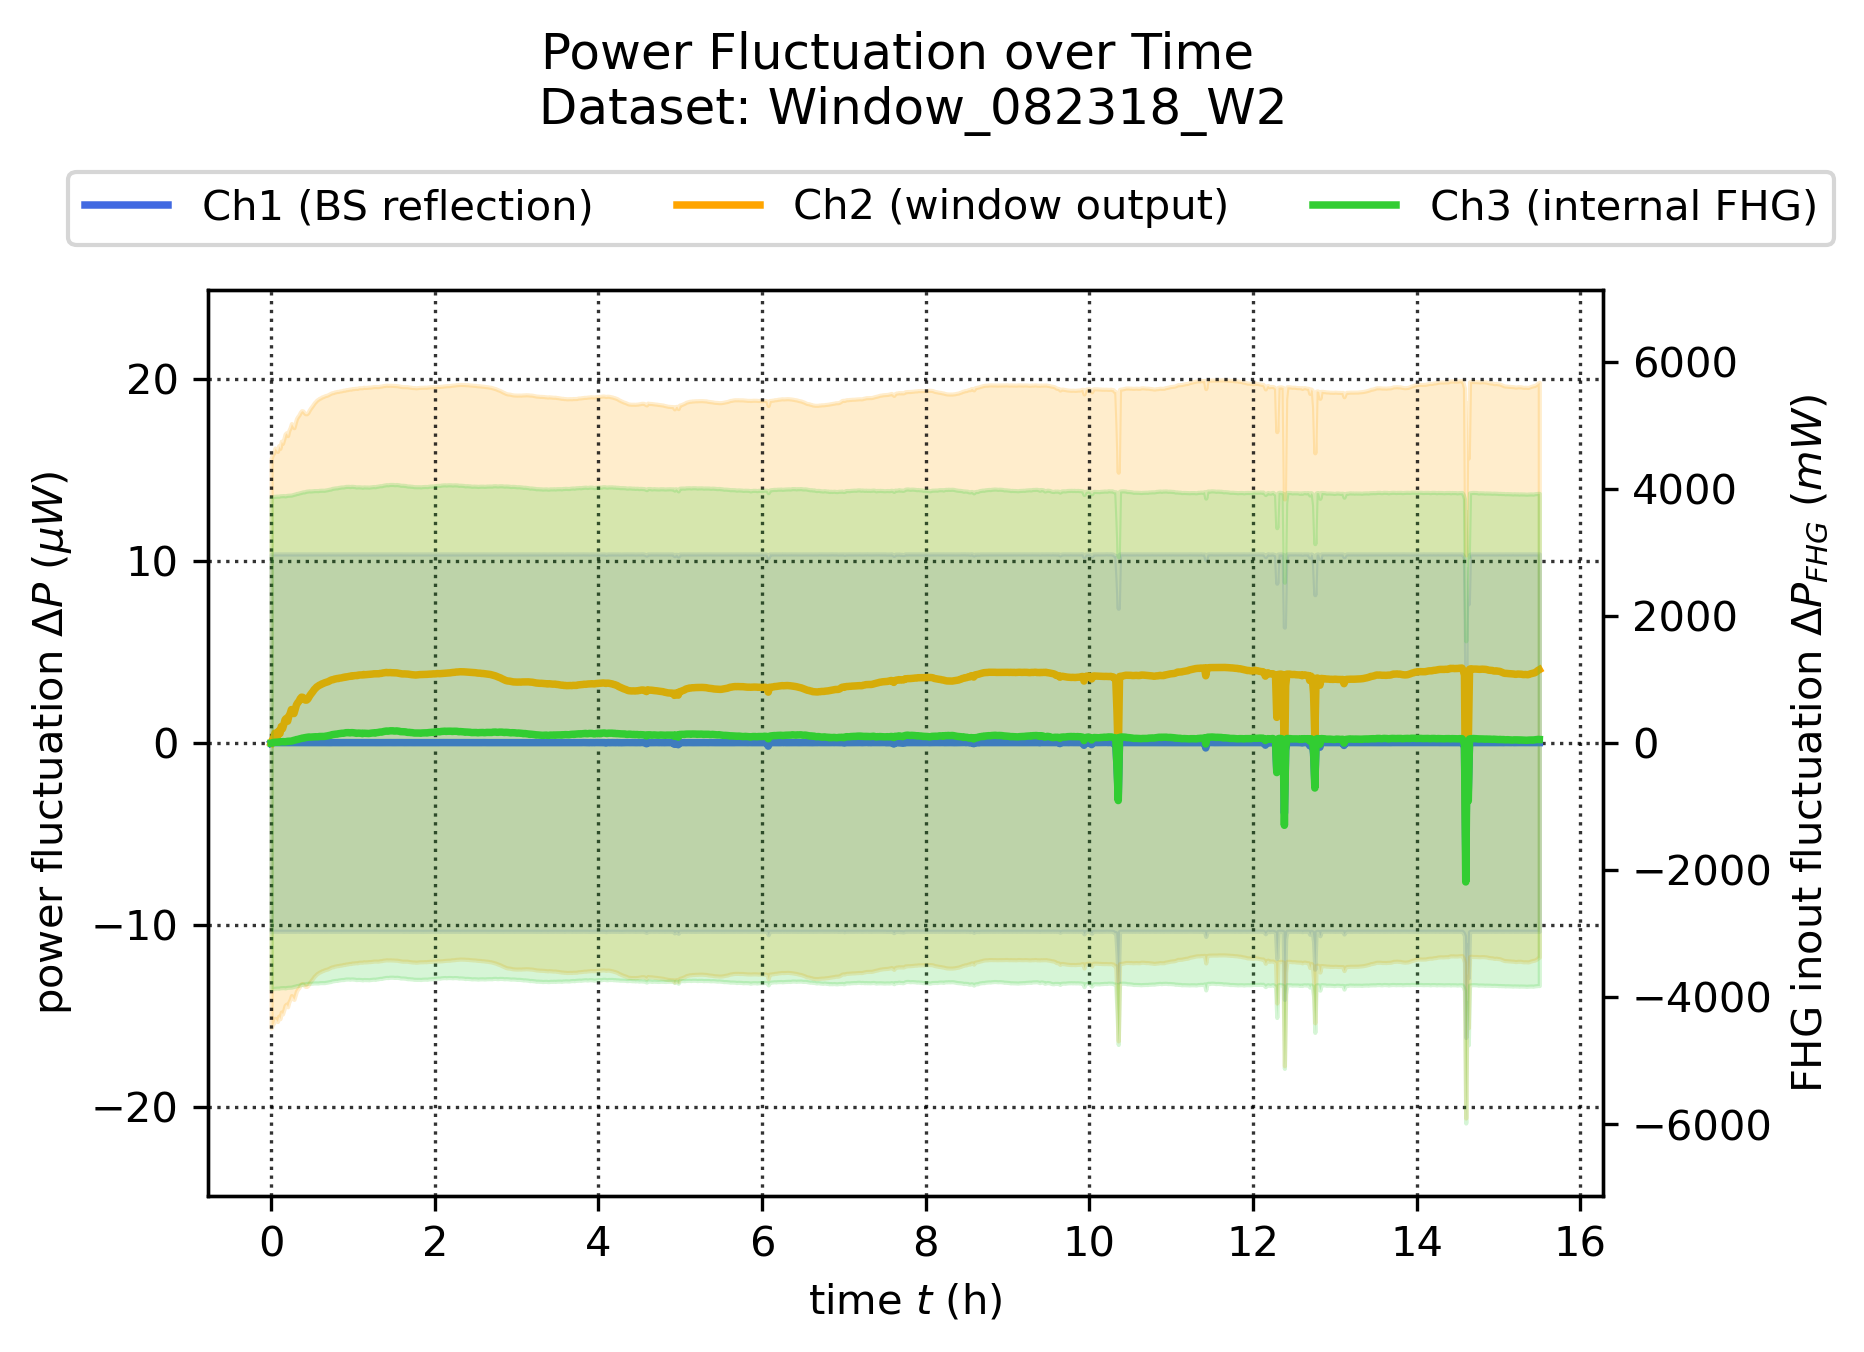 Power Fluctuation over Time
Dataset: Window_082318_W2
Ch1 (BS reflection)
Ch2 (window output)
Ch3 (internal FHG)
power fluctuation ΔP (μW)
20
10
0
−10
−20
6000
4000
2000
0
−2000
−4000
−6000
FHG inout fluctuation ΔP_FHG (mW)
0 2 4 6 8 10 12 14 16
time t (h)